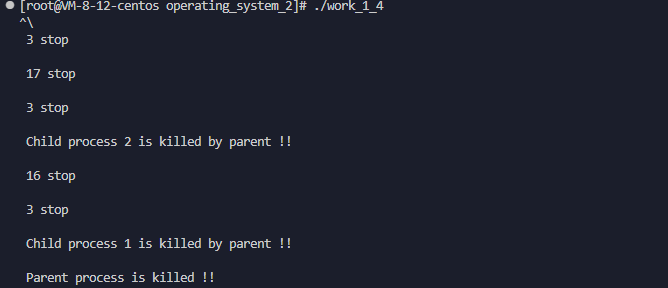 [root@VM-8-12-centos operating_system_2]# ./work_1_4
^\
3 stop
17 stop
3 stop
Child process 2 is killed by parent !!
16 stop
3 stop
Child process 1 is killed by parent !!
Parent process is killed !!